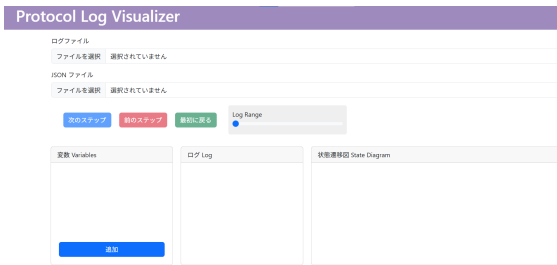 Protocol Log Visualizer
ログファイル
ファイルを選択 選択されていません
JSON ファイル
ファイルを選択 選択されていません
次のステップ 前のステップ 最初に戻る Log Range
変数 Variables ログ Log 状態遷移図 State Diagram
追加